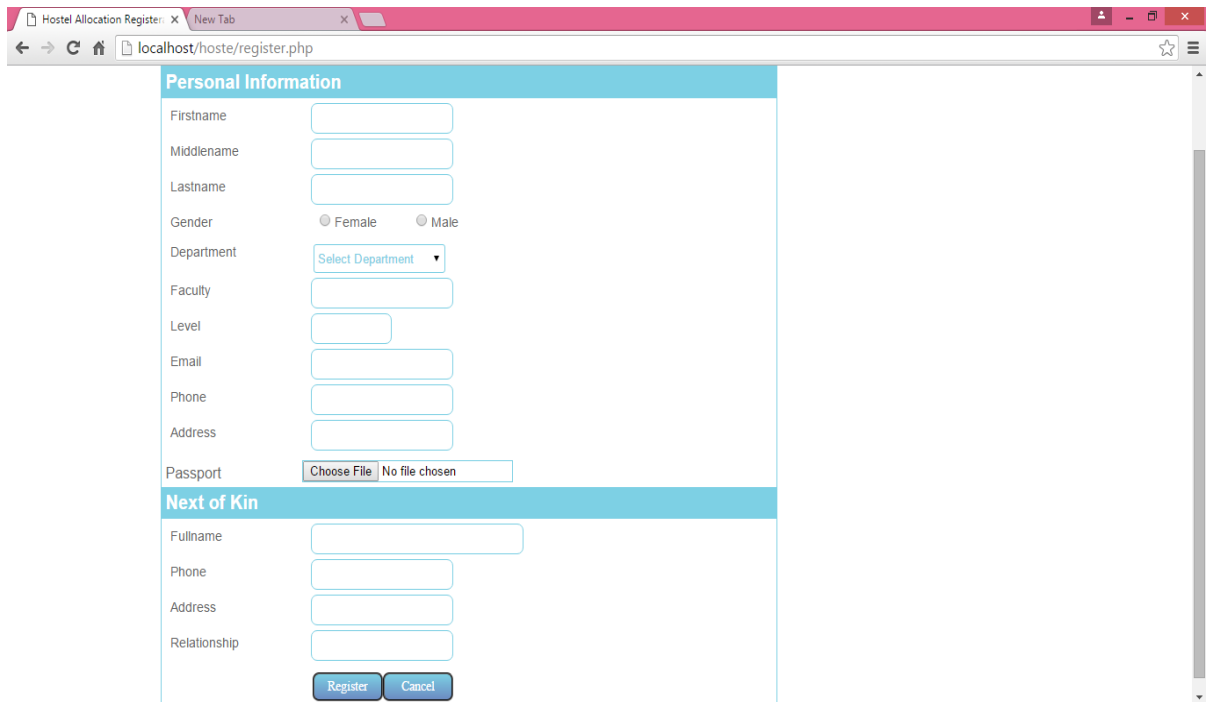 Hostel Allocation Register New Tab
localhost/hoste/register.php
Personal Information
Firstname
Middlename
Lastname
Gender Female Male
Department Select Department
Faculty
Level
Email
Phone
Address
Passport Choose File No file chosen
Next of Kin
Fullname
Phone
Address
Relationship
Register Cancel